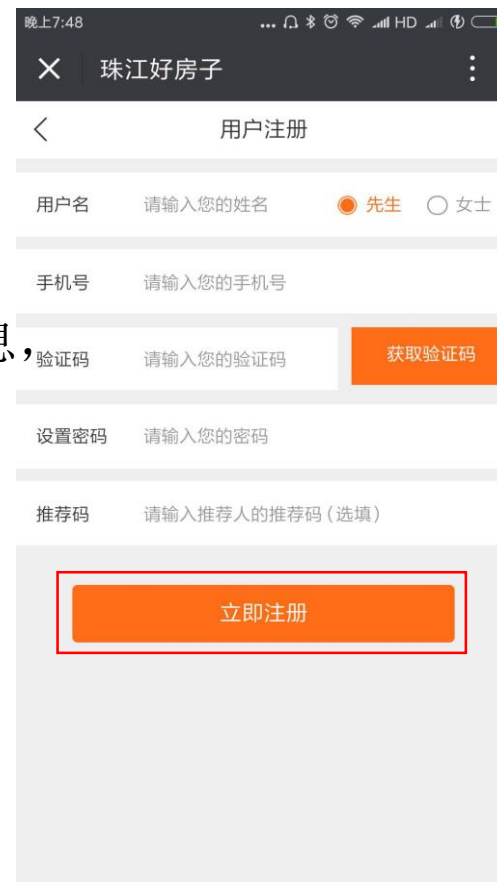 晚上7:48 ... HD
珠江好房子
用户注册
用户名 请输入您的姓名 先生 女士
手机号 请输入您的手机号
息，
验证码 请输入您的验证码 获取验证码
设置密码 请输入您的密码
推荐码 请输入推荐人的推荐码(选填)
立即注册